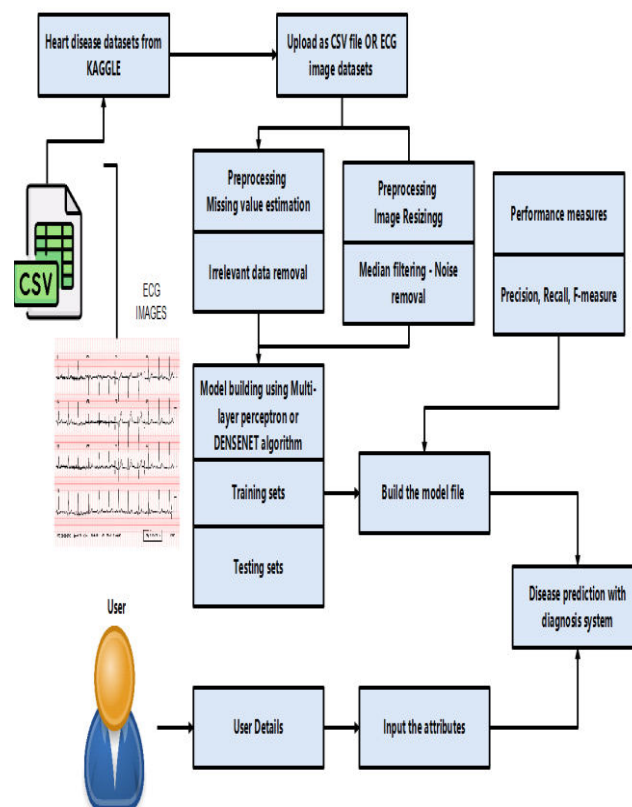 Heart disease datasets from
KAGGLE
Upload as CSV file OR ECG
image datasets
Preprocessing
Missing value estimation
Irrelevant data removal
Preprocessing
Image Resizingg
Median filtering - Noise
removal
Performance measures
Precision, Recall, F-measure
CSV
ECG
IMAGES
Model building using Multi-
layer perceptron or
DENSENET algorithm
Training sets
Testing sets
Build the model file
Disease prediction with
diagnosis system
User
User Details
Input the attributes